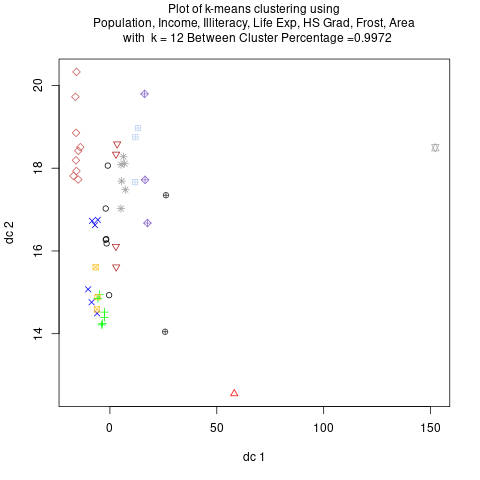 Plot of k-means clustering using
Population, Income, Illiteracy, Life Exp, HS Grad, Frost, Area
with k = 12 Between Cluster Percentage =0.9972
20
18
16
14
dc 2
0
50
100
150
dc 1